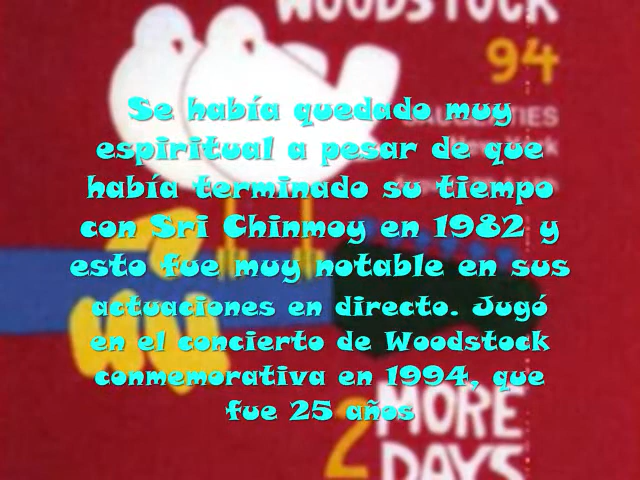 WOODSTOCK
94
Se había quedado muy
espiritual a pesar de que
había terminado su tiempo
con Sri Chinmoy en 1982 y
esto fue muy notable en sus
actuaciones en directo. Jugó
en el concierto de Woodstock
conmemorativa en 1994, que
fue 25 años
2 MORE
DAYS